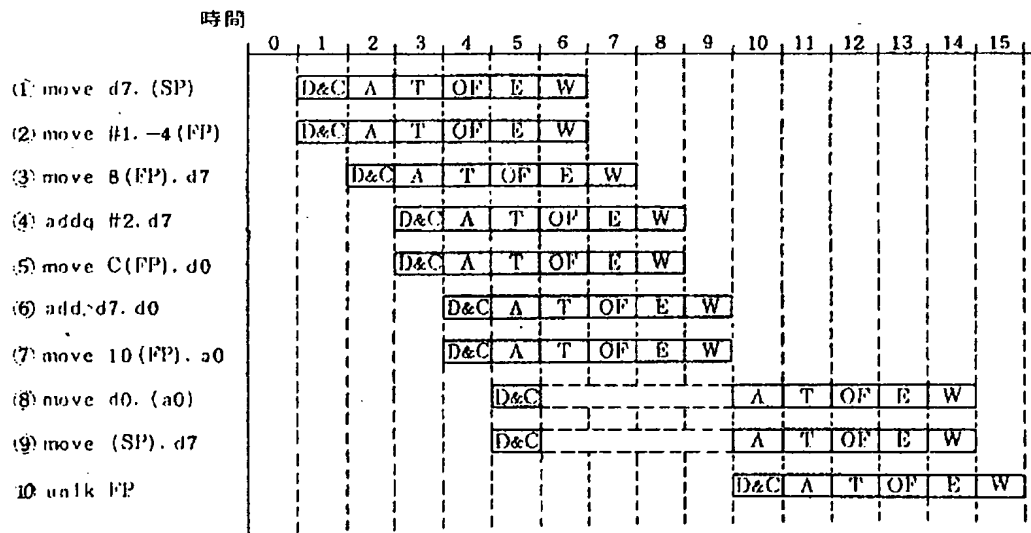 時間
0 1 2 3 4 5 6 7 8 9 10 11 12 13 14 15
(1) move d7. (SP) D&C A T OF E W
(2) move #1. -4(FP) D&C A T OF E W
(3) move 8(FP). d7 D&C A T OF E W
(4) addq #2. d7 D&C A T OF E W
(5) move C(FP). d0 D&C A T OF E W
(6) add. d7. d0 D&C A T OF E W
(7) move 10(FP). a0 D&C A T OF E W
(8) move d0. (a0) D&C A T OF E W
(9) move (SP). d7 D&C A T OF E W
10 unlk FP D&C A T OF E W